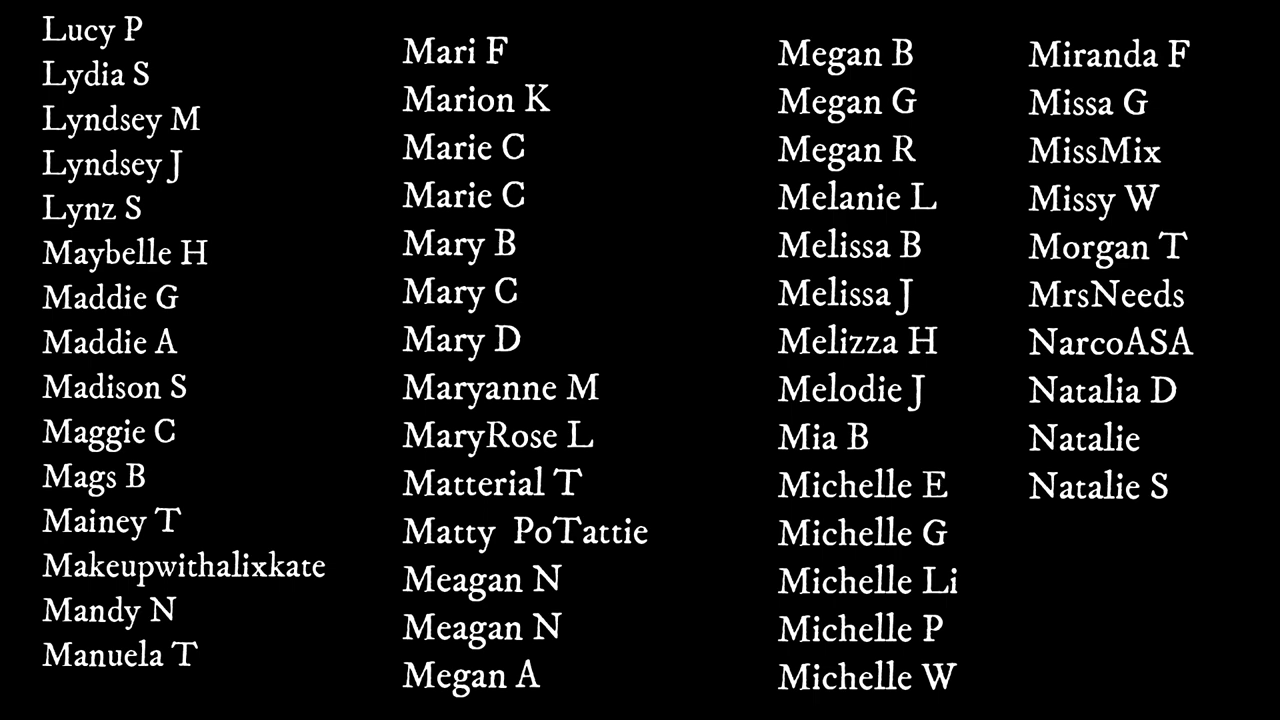 Lucy P
Lydia S
Lyndsey M
Lyndsey J
Lynz S
Maybelle H
Maddie G
Maddie A
Madison S
Maggie C
Mags B
Mainey T
Makeupwithalixkate
Mandy N
Manuela T
Mari F
Marion K
Marie C
Marie C
Mary B
Mary C
Mary D
Maryanne M
MaryRose L
Matterial T
Matty PoTattie
Meagan N
Meagan N
Megan A
Megan B
Megan G
Megan R
Melanie L
Melissa B
Melissa J
Melizza H
Melodie J
Mia B
Michelle E
Michelle G
Michelle Li
Michelle P
Michelle W
Miranda F
Missa G
MissMix
Missy W
Morgan T
MrsNeeds
NarcoASA
Natalia D
Natalie
Natalie S